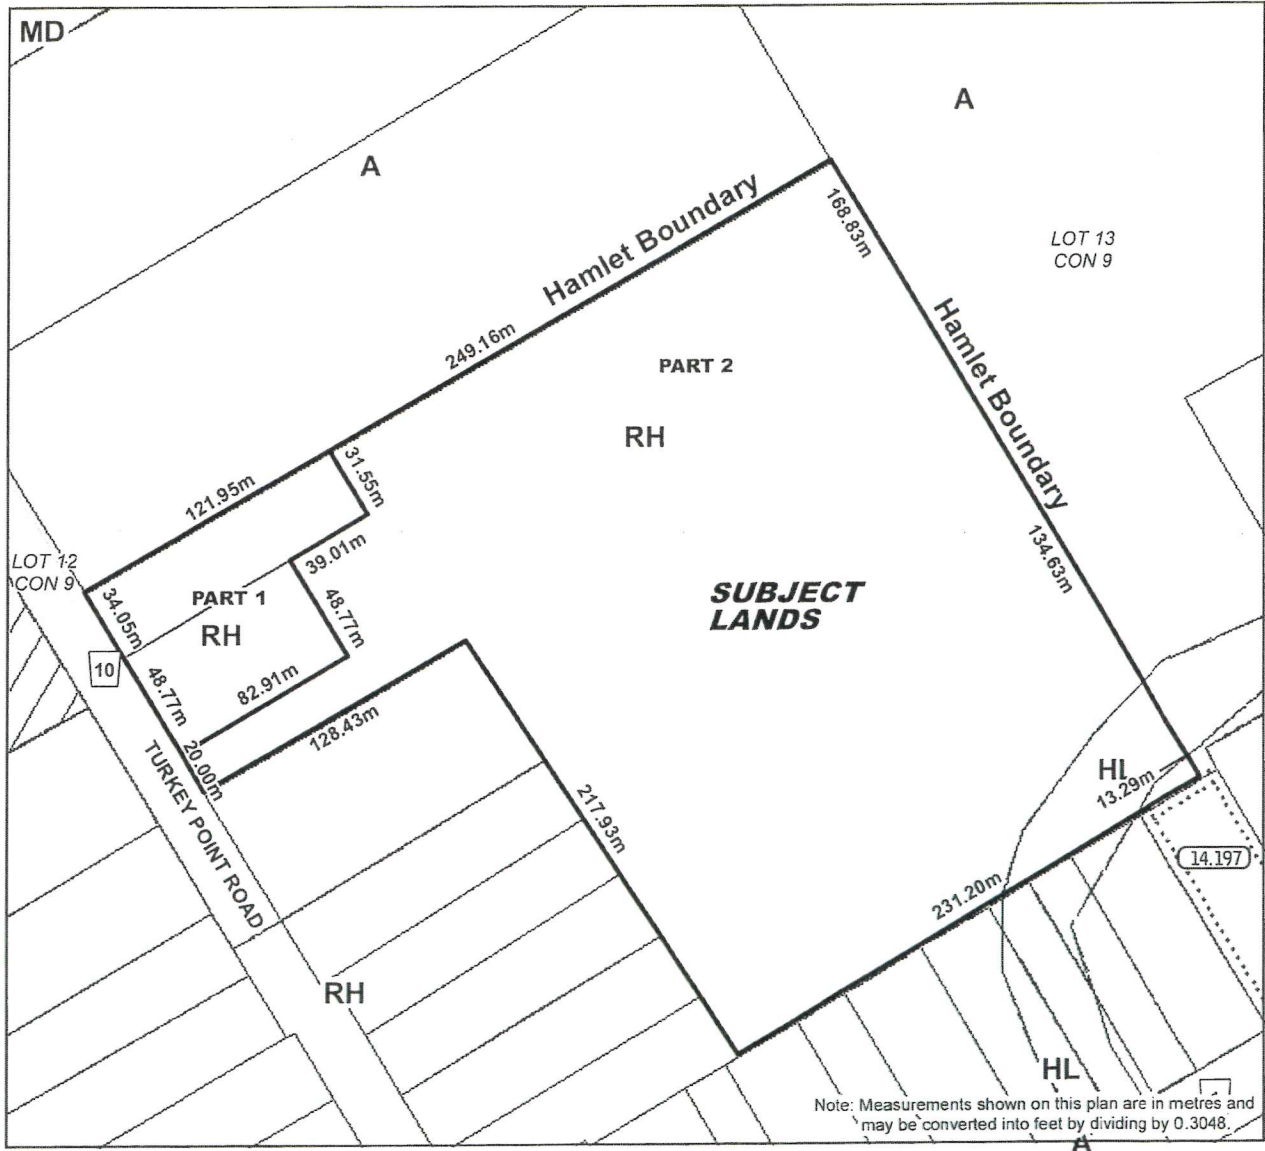 MD
A
A
Hamlet Boundary
168.83m
LOT 13
CON 9
249.16m
PART 2
Hamlet Boundary
RH
31.55m
121.95m
39.01m
134.63m
LOT 12
CON 9
34.05m
PART 1
RH
48.77m
SUBJECT
LANDS
10
48.77m
82.91m
128.43m
20.00m
TURKEY POINT ROAD
217.93m
HL
13.29m
14.197
231.20m
RH
HL
Note: Measurements shown on this plan are in metres and
may be converted into feet by dividing by 0.3048.
A